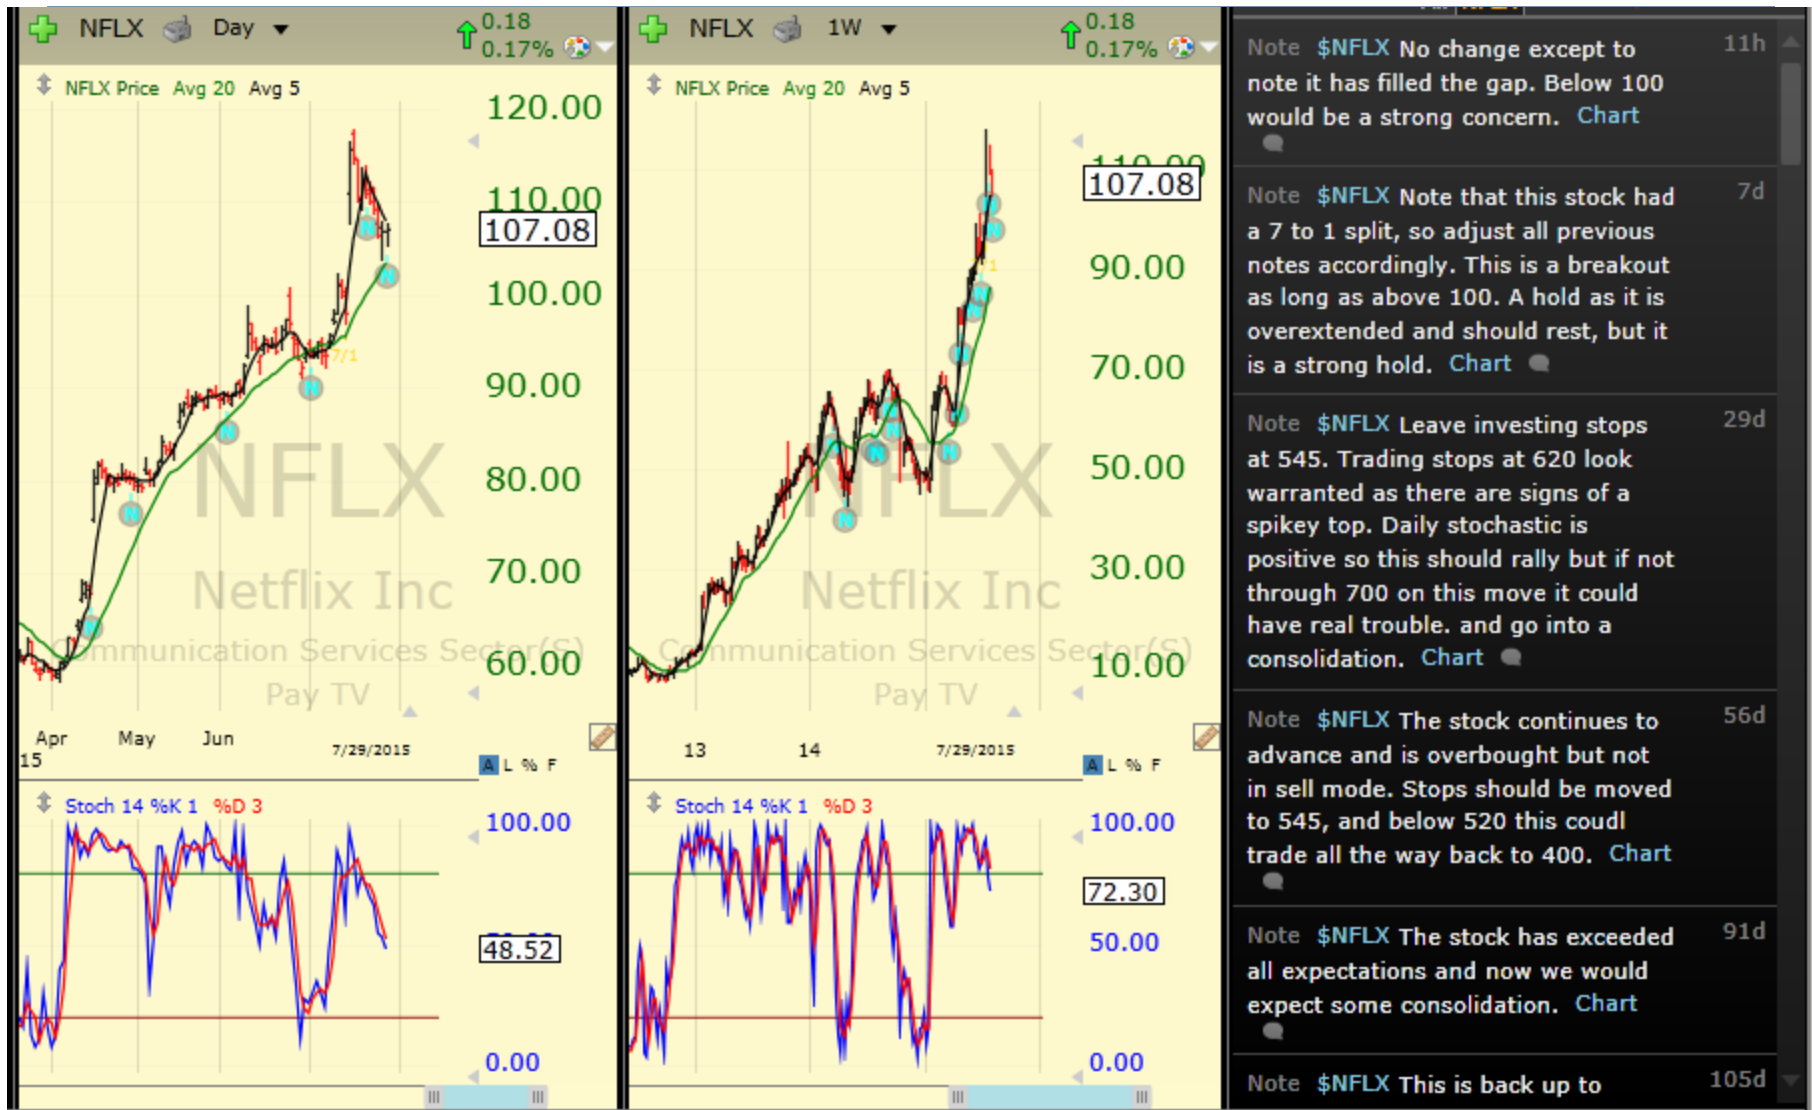 NFLX Day
0.18
0.17%
NFLX Price Avg 20 Avg 5
120.00
110.00
107.08
100.00
90.00
80.00
70.00
60.00
7/1
N
N
N
N
N
N
NFLX
Netflix Inc
Communication Services Sector(S)
Pay TV
Apr May Jun 7/29/2015
15
A L % F
Stoch 14 %K 1 %D 3
100.00
48.52
0.00
NFLX 1W
0.18
0.17%
NFLX Price Avg 20 Avg 5
110.00
107.08
90.00
70.00
50.00
30.00
10.00
N
N
N
N
N
N
N
N
N
N
N
N
NFLX
Netflix Inc
Communication Services Sector(S)
Pay TV
13 14 7/29/2015
A L % F
Stoch 14 %K 1 %D 3
100.00
72.30
50.00
0.00
Note $NFLX No change except to 11h
note it has filled the gap. Below 100
would be a strong concern. Chart
Note $NFLX Note that this stock had 7d
a 7 to 1 split, so adjust all previous
notes accordingly. This is a breakout
as long as above 100. A hold as it is
overextended and should rest, but it
is a strong hold. Chart
Note $NFLX Leave investing stops 29d
at 545. Trading stops at 620 look
warranted as there are signs of a
spikey top. Daily stochastic is
positive so this should rally but if not
through 700 on this move it could
have real trouble. and go into a
consolidation. Chart
Note $NFLX The stock continues to 56d
advance and is overbought but not
in sell mode. Stops should be moved
to 545, and below 520 this coudl
trade all the way back to 400. Chart
Note $NFLX The stock has exceeded 91d
all expectations and now we would
expect some consolidation. Chart
Note $NFLX This is back up to 105d